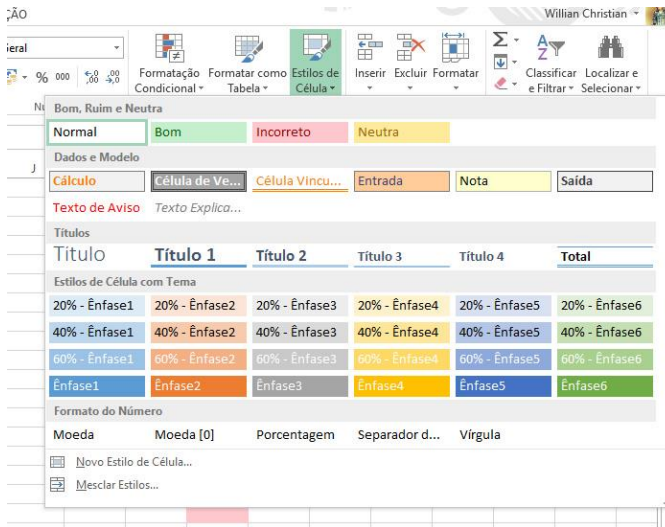 ÇÃO
Willian Christian
Geral
Σ
A
Z
% 000 ,00 ,00
Formatação Condicional
Formatar como Tabela
Estilos de Célula
Inserir Excluir Formatar
Classificar e Filtrar
Localizar e Selecionar
Bom, Ruim e Neutra
Normal Bom Incorreto Neutra
Dados e Modelo
J
Cálculo Célula de Ve... Célula Vincu... Entrada Nota Saída
Texto de Aviso Texto Explica...
Títulos
Título Título 1 Título 2 Título 3 Título 4 Total
Estilos de Célula com Tema
20% - Ênfase1 20% - Ênfase2 20% - Ênfase3 20% - Ênfase4 20% - Ênfase5 20% - Ênfase6
40% - Ênfase1 40% - Ênfase2 40% - Ênfase3 40% - Ênfase4 40% - Ênfase5 40% - Ênfase6
60% - Ênfase1 60% - Ênfase2 60% - Ênfase3 60% - Ênfase4 60% - Ênfase5 60% - Ênfase6
Ênfase1 Ênfase2 Ênfase3 Ênfase4 Ênfase5 Ênfase6
Formato do Número
Moeda Moeda [0] Porcentagem Separador d... Vírgula
Novo Estilo de Célula...
Mesclar Estilos...